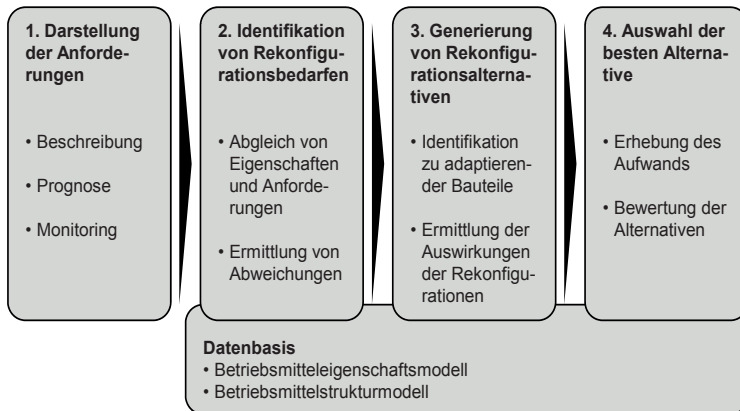 1. Darstellung
der Anforde-
rungen
• Beschreibung
• Prognose
• Monitoring
2. Identifikation
von Rekonfigu-
rationsbedarfen
• Abgleich von
Eigenschaften
und Anforde-
rungen
• Ermittlung von
Abweichungen
3. Generierung
von Rekonfigu-
rationsalterna-
tiven
• Identifikation
zu adaptieren-
der Bauteile
• Ermittlung der
Auswirkungen
der Rekonfigu-
rationen
4. Auswahl der
besten Alterna-
tive
• Erhebung des
Aufwands
• Bewertung der
Alternativen
Datenbasis
• Betriebsmitteleigenschaftsmodell
• Betriebsmittelstrukturmodell